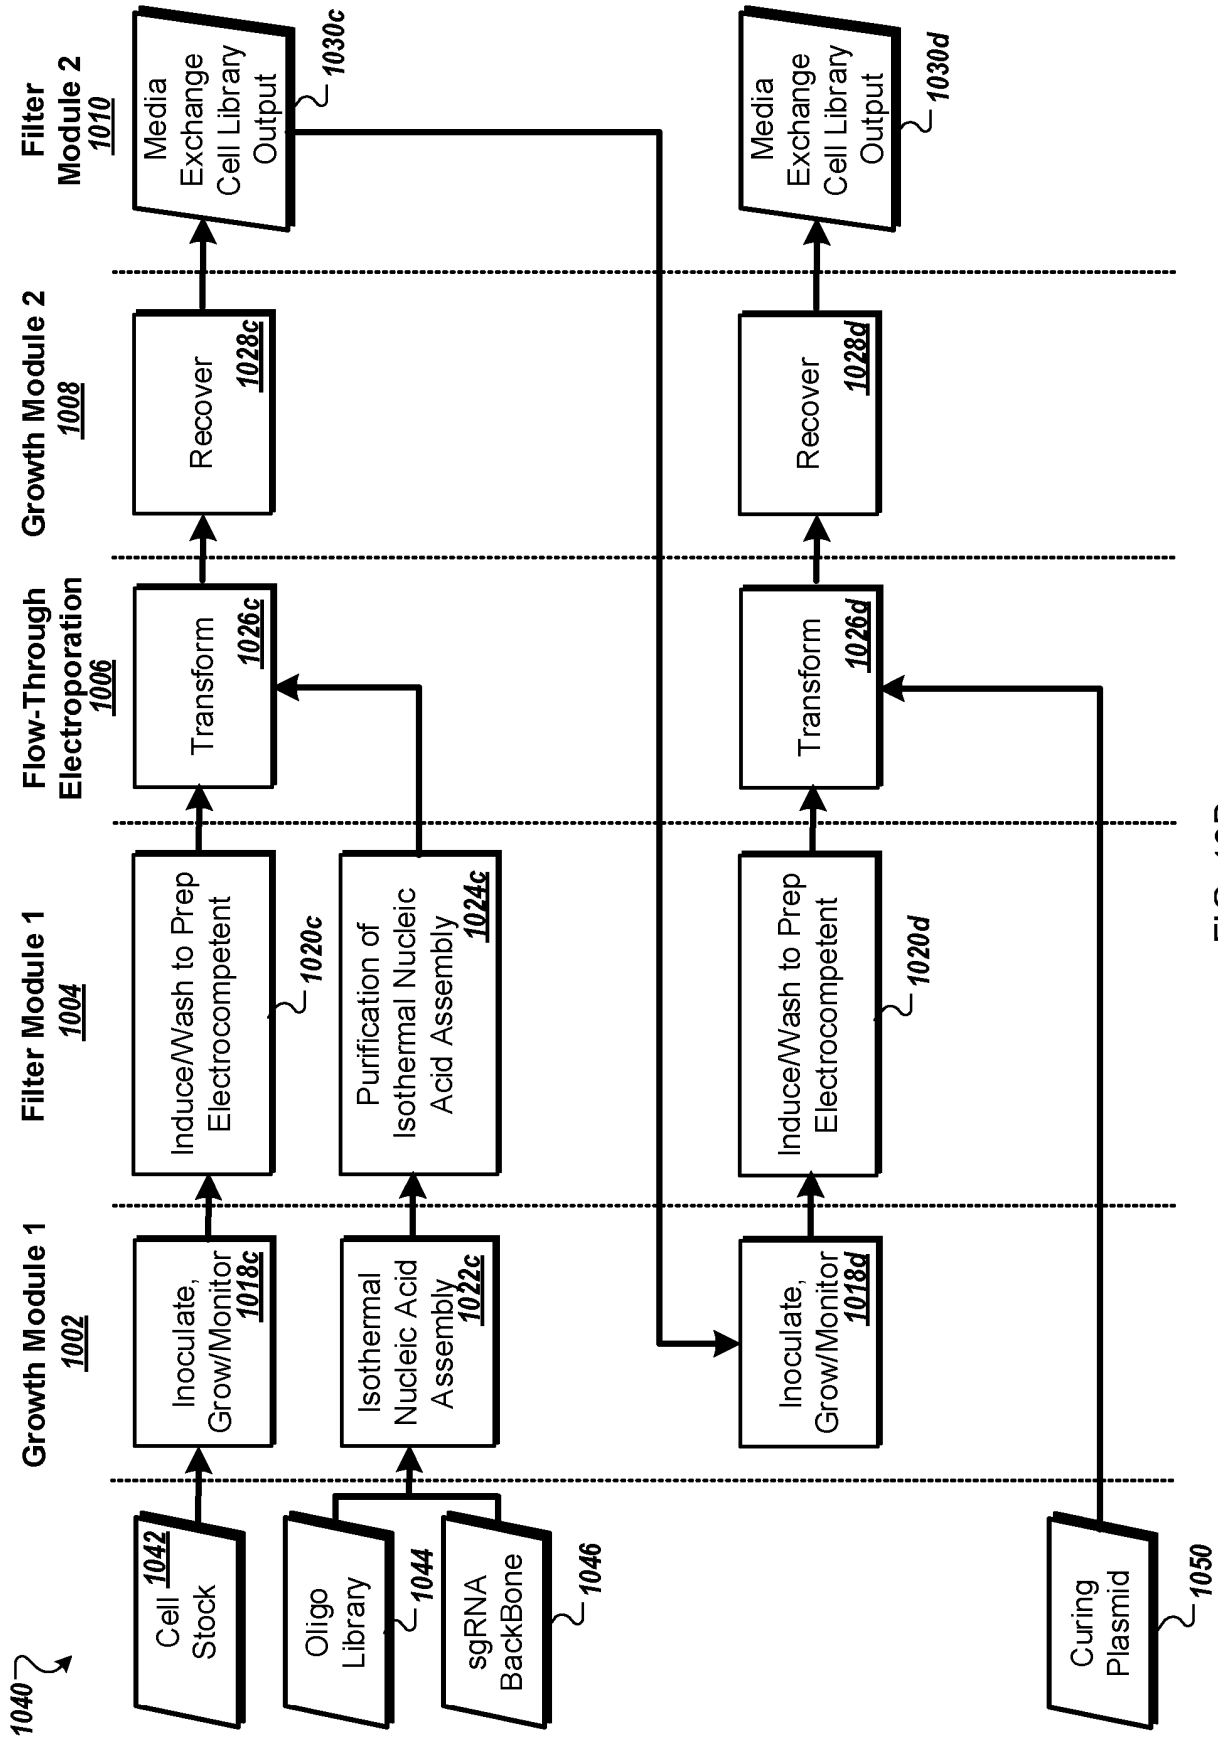 1040
Growth Module 1
1002
Filter Module 1
1004
Flow-Through
Electroporation
1006
Growth Module 2
1008
Filter
Module 2
1010
Cell
Stock
1042
Inoculate,
Grow/Monitor
1018c
Induce/Wash to Prep
Electrocompetent
1020c
Transform
1026c
Recover
1028c
Media
Exchange
Cell Library
Output
1030c
Oligo
Library
1044
sgRNA
BackBone
1046
Isothermal
Nucleic Acid
Assembly
1022c
Purification of
Isothermal Nucleic
Acid Assembly
1024c
Inoculate,
Grow/Monitor
1018d
Induce/Wash to Prep
Electrocompetent
1020d
Transform
1026d
Recover
1028d
Media
Exchange
Cell Library
Output
1030d
Curing
Plasmid
1050